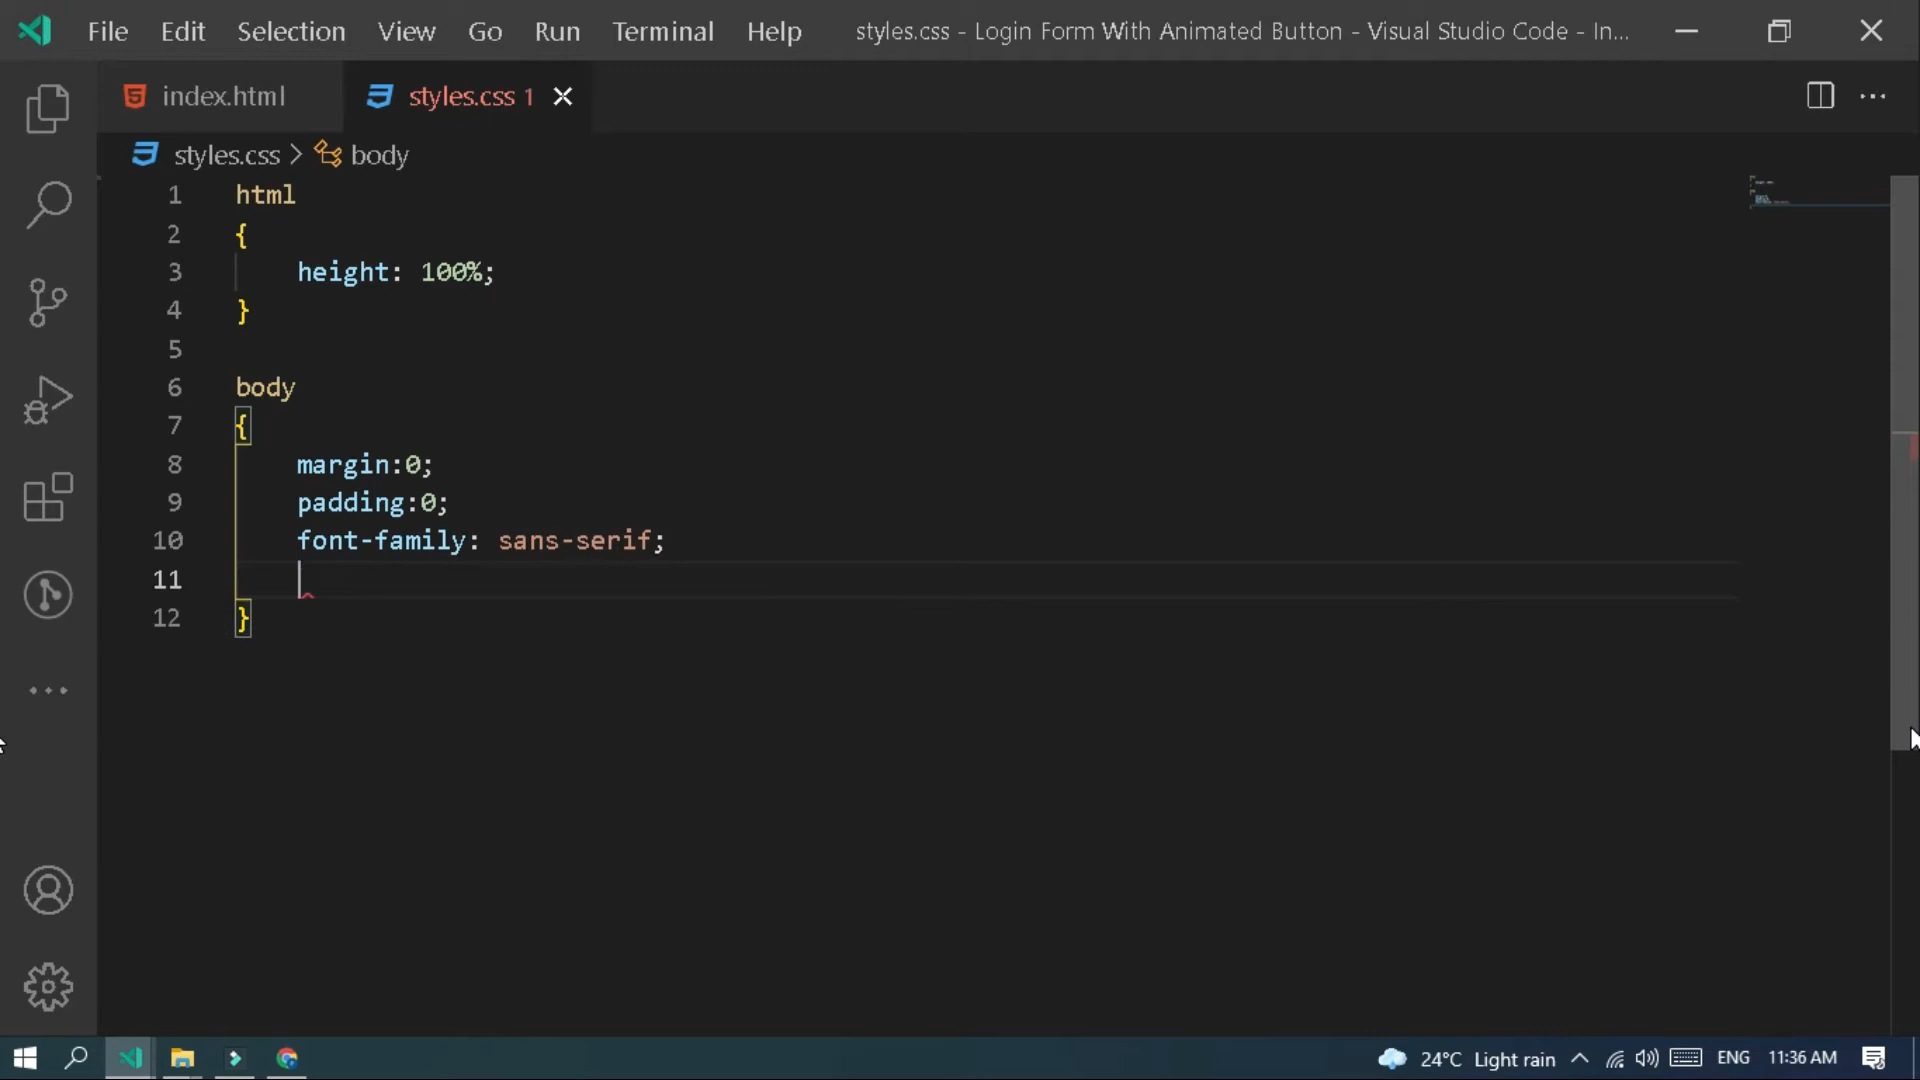 File Edit Selection View Go Run Terminal Help styles.css - Login Form With Animated Button - Visual Studio Code - In...
index.html styles.css 1
styles.css > body
1 html
2 {
3 height: 100%;
4 }
5
6 body
7 {
8 margin:0;
9 padding:0;
10 font-family: sans-serif;
11
12 }
24°C Light rain ENG 11:36 AM